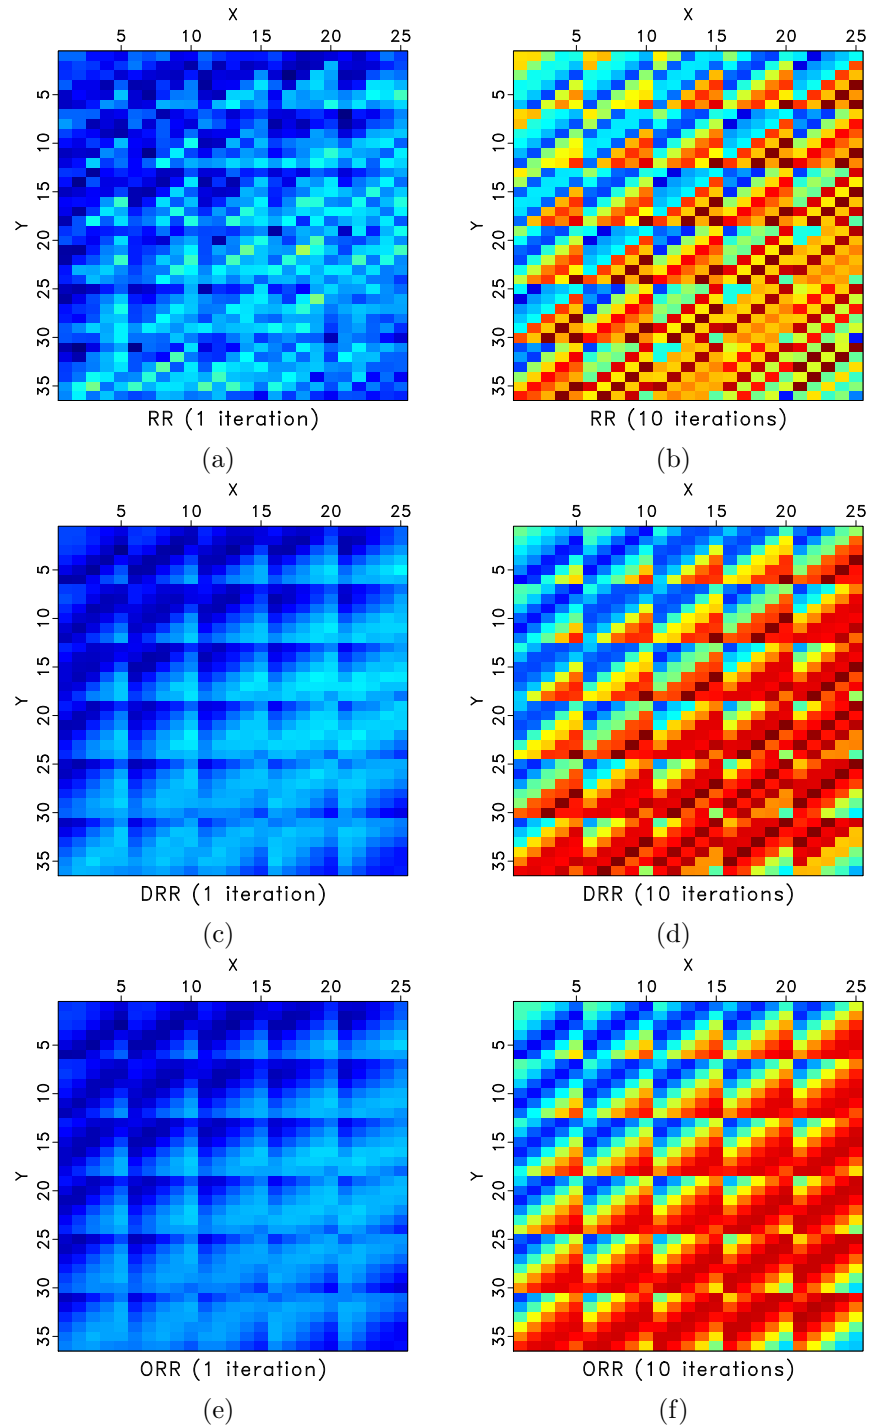 X
X
5 10 15 20 25
5 10 15 20 25
Y
5 10 15 20 25 30 35
Y
5 10 15 20 25 30 35
RR (1 iteration)
RR (10 iterations)
(a)
(b)
X
X
5 10 15 20 25
5 10 15 20 25
Y
5 10 15 20 25 30 35
Y
5 10 15 20 25 30 35
DRR (1 iteration)
DRR (10 iterations)
(c)
(d)
X
X
5 10 15 20 25
5 10 15 20 25
Y
5 10 15 20 25 30 35
Y
5 10 15 20 25 30 35
ORR (1 iteration)
ORR (10 iterations)
(e)
(f)